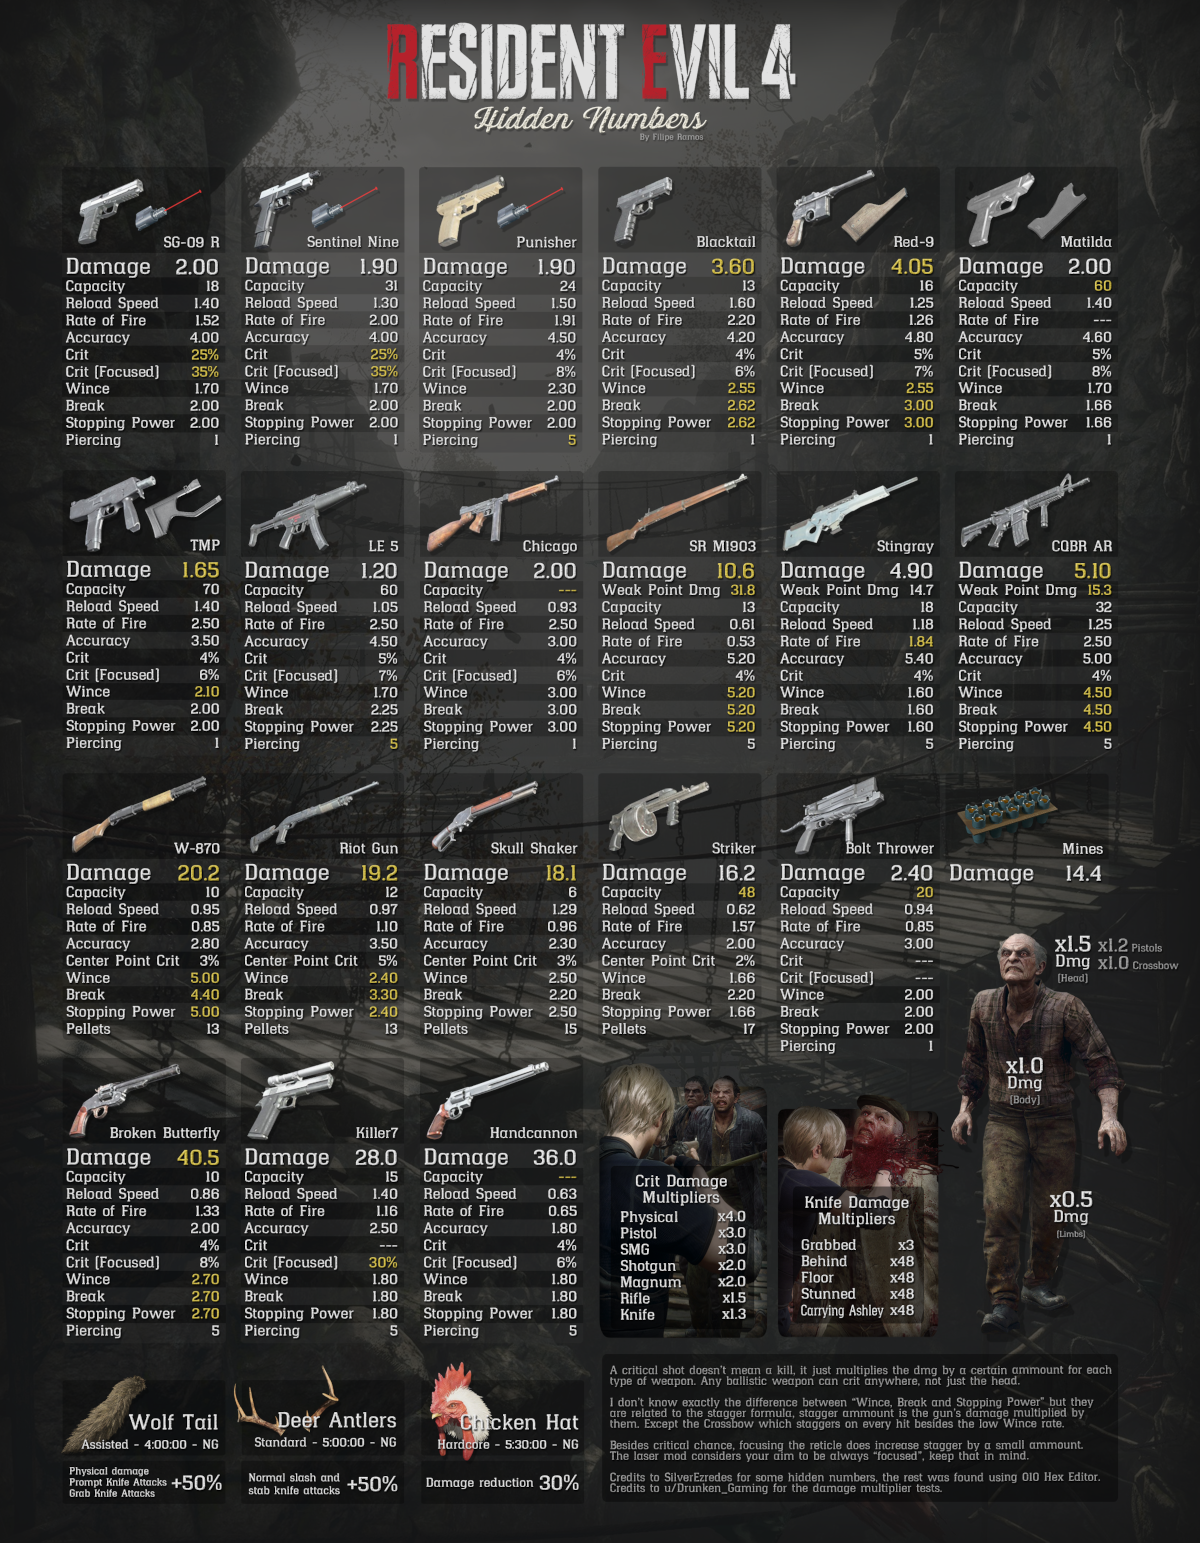 RESIDENT EVIL 4
Hidden Numbers
By Filipe Ramos
SG-09 R
Damage 2.00
Capacity 18
Reload Speed 1.40
Rate of Fire 1.52
Accuracy 4.00
Crit 25%
Crit (Focused) 35%
Wince 1.70
Break 2.00
Stopping Power 2.00
Piercing 1
Sentinel Nine
Damage 1.90
Capacity 31
Reload Speed 1.30
Rate of Fire 2.00
Accuracy 4.00
Crit 25%
Crit (Focused) 35%
Wince 1.70
Break 2.00
Stopping Power 2.00
Piercing 1
Punisher
Damage 1.90
Capacity 24
Reload Speed 1.50
Rate of Fire 1.91
Accuracy 4.50
Crit 4%
Crit (Focused) 8%
Wince 2.30
Break 2.00
Stopping Power 2.00
Piercing 5
Blacktail
Damage 3.60
Capacity 13
Reload Speed 1.60
Rate of Fire 2.20
Accuracy 4.20
Crit 4%
Crit (Focused) 6%
Wince 2.55
Break 2.62
Stopping Power 2.62
Piercing 1
Red-9
Damage 4.05
Capacity 16
Reload Speed 1.25
Rate of Fire 1.26
Accuracy 4.80
Crit 5%
Crit (Focused) 7%
Wince 2.55
Break 3.00
Stopping Power 3.00
Piercing 1
Matilda
Damage 2.00
Capacity 60
Reload Speed 1.40
Rate of Fire ---
Accuracy 4.60
Crit 5%
Crit (Focused) 8%
Wince 1.70
Break 1.66
Stopping Power 1.66
Piercing 1
TMP
Damage 1.65
Capacity 70
Reload Speed 1.40
Rate of Fire 2.50
Accuracy 3.50
Crit 4%
Crit (Focused) 6%
Wince 2.10
Break 2.00
Stopping Power 2.00
Piercing 1
LE 5
Damage 1.20
Capacity 60
Reload Speed 1.05
Rate of Fire 2.50
Accuracy 4.50
Crit 5%
Crit (Focused) 7%
Wince 1.70
Break 2.25
Stopping Power 2.25
Piercing 5
Chicago
Damage 2.00
Capacity ---
Reload Speed 0.93
Rate of Fire 2.50
Accuracy 3.00
Crit 4%
Crit (Focused) 6%
Wince 3.00
Break 3.00
Stopping Power 3.00
Piercing 1
SR M1903
Damage 10.6
Weak Point Dmg 31.8
Capacity 13
Reload Speed 0.61
Rate of Fire 0.53
Accuracy 5.20
Crit 4%
Wince 5.20
Break 5.20
Stopping Power 5.20
Piercing 5
Stingray
Damage 4.90
Weak Point Dmg 14.7
Capacity 18
Reload Speed 1.18
Rate of Fire 1.84
Accuracy 5.40
Crit 4%
Wince 1.60
Break 1.60
Stopping Power 1.60
Piercing 5
CQBR AR
Damage 5.10
Weak Point Dmg 15.3
Capacity 32
Reload Speed 1.25
Rate of Fire 2.50
Accuracy 5.00
Crit 4%
Wince 4.50
Break 4.50
Stopping Power 4.50
Piercing 5
W-870
Damage 20.2
Capacity 10
Reload Speed 0.95
Rate of Fire 0.85
Accuracy 2.80
Center Point Crit 3%
Wince 5.00
Break 4.40
Stopping Power 5.00
Pellets 13
Riot Gun
Damage 19.2
Capacity 12
Reload Speed 0.97
Rate of Fire 1.10
Accuracy 3.50
Center Point Crit 5%
Wince 2.40
Break 3.30
Stopping Power 2.40
Pellets 13
Skull Shaker
Damage 18.1
Capacity 6
Reload Speed 1.29
Rate of Fire 0.96
Accuracy 2.30
Center Point Crit 3%
Wince 2.50
Break 2.20
Stopping Power 2.50
Pellets 15
Striker
Damage 16.2
Capacity 48
Reload Speed 0.62
Rate of Fire 1.57
Accuracy 2.00
Center Point Crit 2%
Wince 1.66
Break 2.20
Stopping Power 1.66
Pellets 17
Bolt Thrower
Damage 2.40
Capacity 20
Reload Speed 0.94
Rate of Fire 0.85
Accuracy 3.00
Crit ---
Crit (Focused) ---
Wince 2.00
Break 2.00
Stopping Power 2.00
Piercing 1
Mines
Damage 14.4
x1.5 x1.2 Pistols
Dmg x1.0 Crossbow
[Head]
x1.0
Dmg
[Body]
x0.5
Dmg
[Limbs]
Broken Butterfly
Damage 40.5
Capacity 10
Reload Speed 0.86
Rate of Fire 1.33
Accuracy 2.00
Crit 4%
Crit (Focused) 8%
Wince 2.70
Break 2.70
Stopping Power 2.70
Piercing 5
Killer7
Damage 28.0
Capacity 15
Reload Speed 1.40
Rate of Fire 1.16
Accuracy 2.50
Crit ---
Crit (Focused) 30%
Wince 1.80
Break 1.80
Stopping Power 1.80
Piercing 5
Handcannon
Damage 36.0
Capacity ---
Reload Speed 0.63
Rate of Fire 0.65
Accuracy 1.80
Crit 4%
Crit (Focused) 6%
Wince 1.80
Break 1.80
Stopping Power 1.80
Piercing 5
Crit Damage
Multipliers
Physical x4.0
Pistol x3.0
SMG x3.0
Shotgun x2.0
Magnum x2.0
Rifle x1.5
Knife x1.3
Knife Damage
Multipliers
Grabbed x3
Behind x48
Floor x48
Stunned x48
Carrying Ashley x48
Wolf Tail
Assisted - 4:00:00 - NG
Physical damage
Prompt Knife Attacks +50%
Grab Knife Attacks
Deer Antlers
Standard - 5:00:00 - NG
Normal slash and
stab knife attacks +50%
Chicken Hat
Hardcore - 5:30:00 - NG
Damage reduction 30%
A critical shot doesn't mean a kill, it just multiplies the dmg by a certain ammount for each
type of weapon. Any ballistic weapon can crit anywhere, not just the head.
I don't know exactly the difference between "Wince, Break and Stopping Power" but they
are related to the stagger formula, stagger ammount is the gun's damage multiplied by
them. Except the Crossbow which staggers on every hit besides the low Wince rate.
Besides critical chance, focusing the reticle does increase stagger by a small ammount.
The laser mod considers your aim to be always "focused", keep that in mind.
Credits to SilverEzredes for some hidden numbers, the rest was found using 010 Hex Editor.
Credits to u/Drunken_Gaming for the damage multiplier tests.